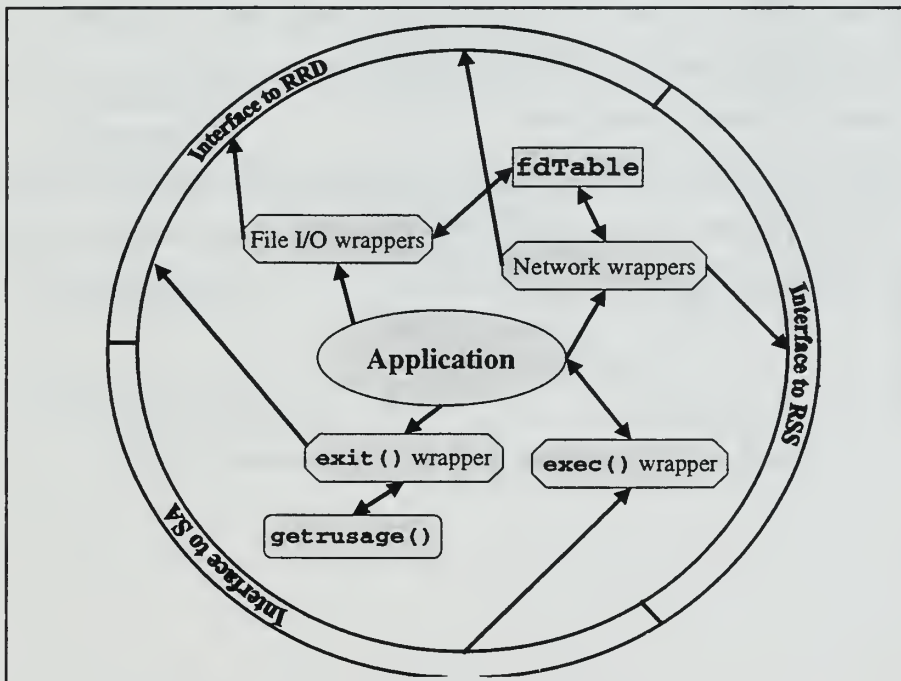 Interface to RRD
fdTable
File I/O wrappers
Network wrappers
Interface to RSS
Application
exit() wrapper
exec() wrapper
getrusage()
Interface to SA